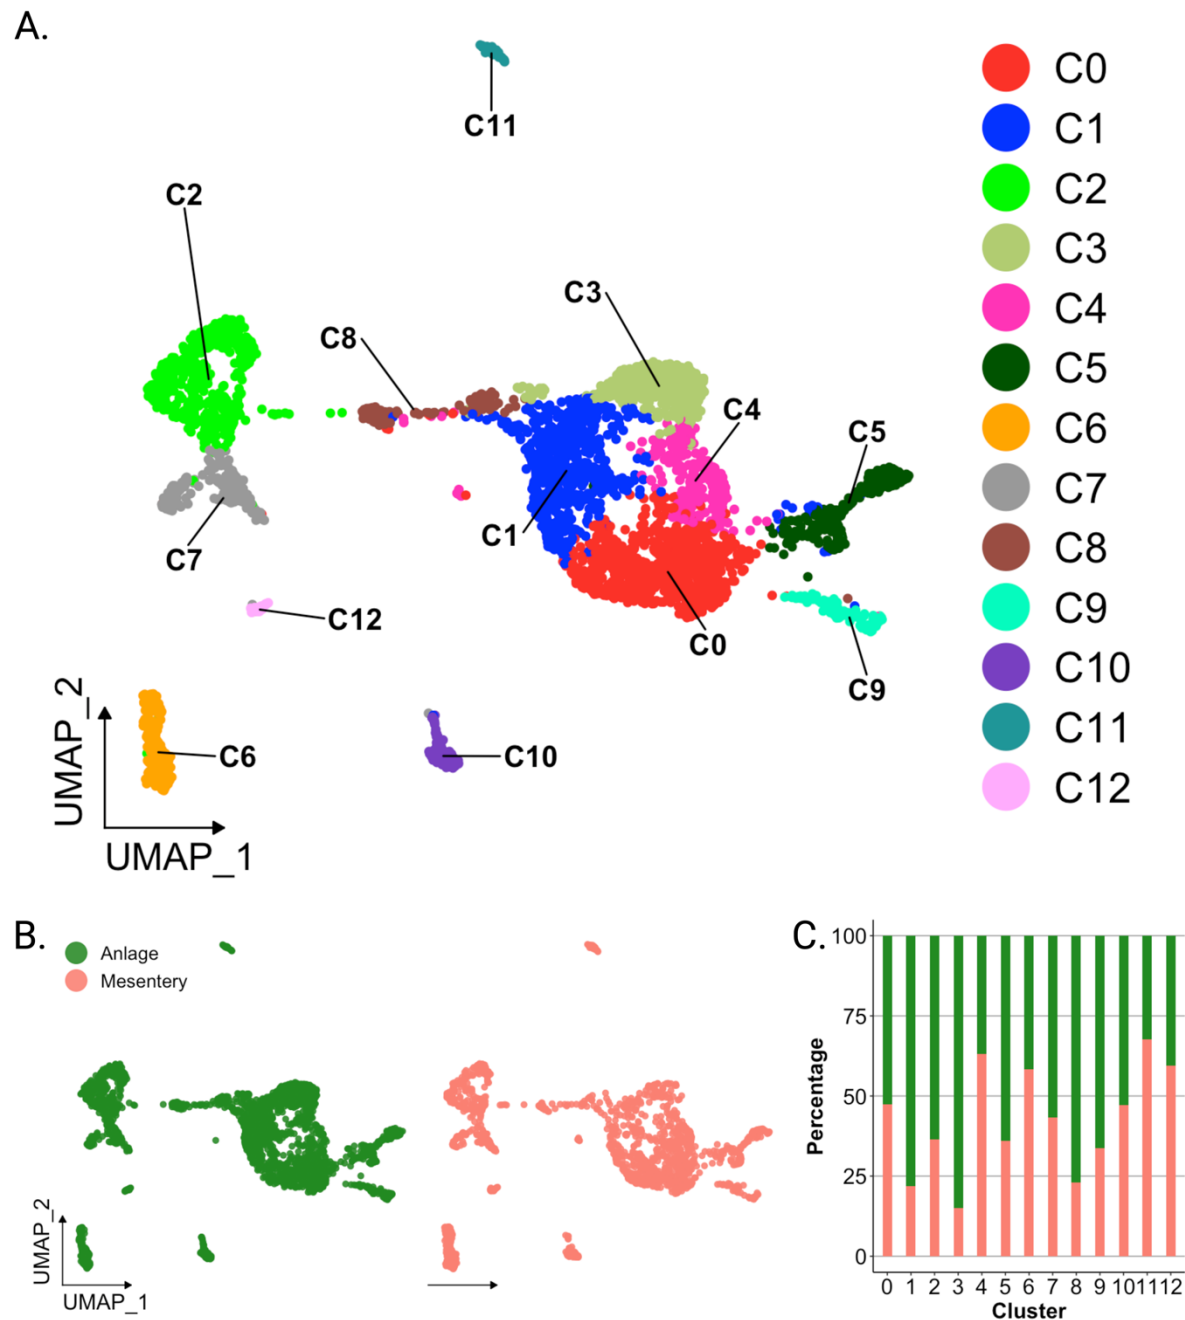 A.
C11
C2
C3
C8
C4
C5
C1
C7
C12
C0
C9
C6
C10
UMAP_2
UMAP_1
C0
C1
C2
C3
C4
C5
C6
C7
C8
C9
C10
C11
C12
B.
Anlage
Mesentery
UMAP_2
UMAP_1
C.
100
75
50
25
0
Percentage
0 1 2 3 4 5 6 7 8 9 10 11 12
Cluster